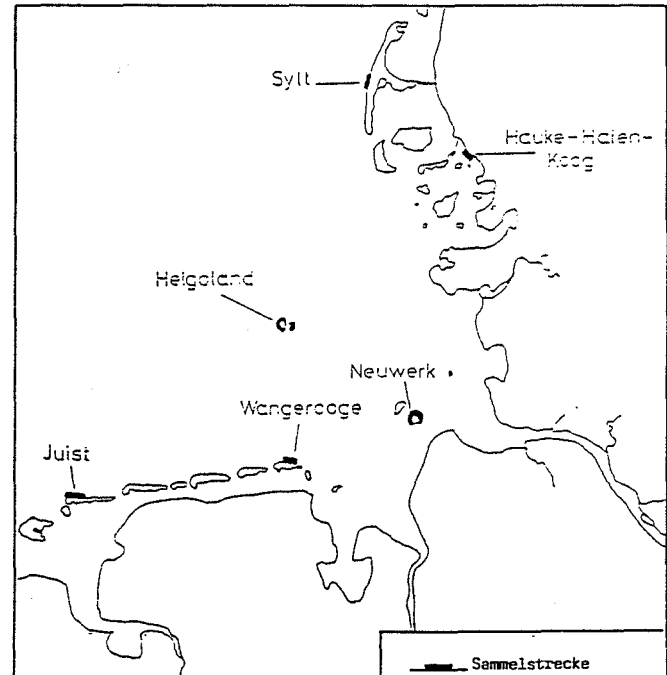 Sylt
Hauke-Haien-
Koog
Helgoland
Neuwerk
Wangerooge
Juist
Sammelstrecke